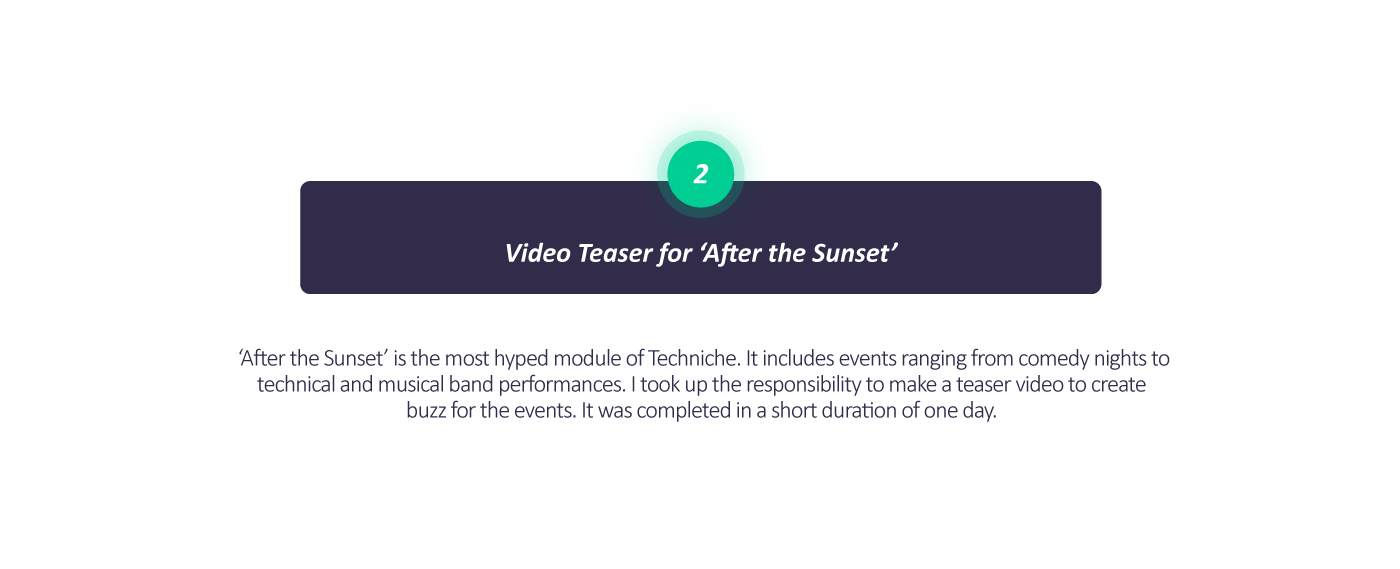 2
Video Teaser for ‘After the Sunset’
‘After the Sunset’ is the most hyped module of Techniche. It includes events ranging from comedy nights to
technical and musical band performances. I took up the responsibility to make a teaser video to create
buzz for the events. It was completed in a short duration of one day.